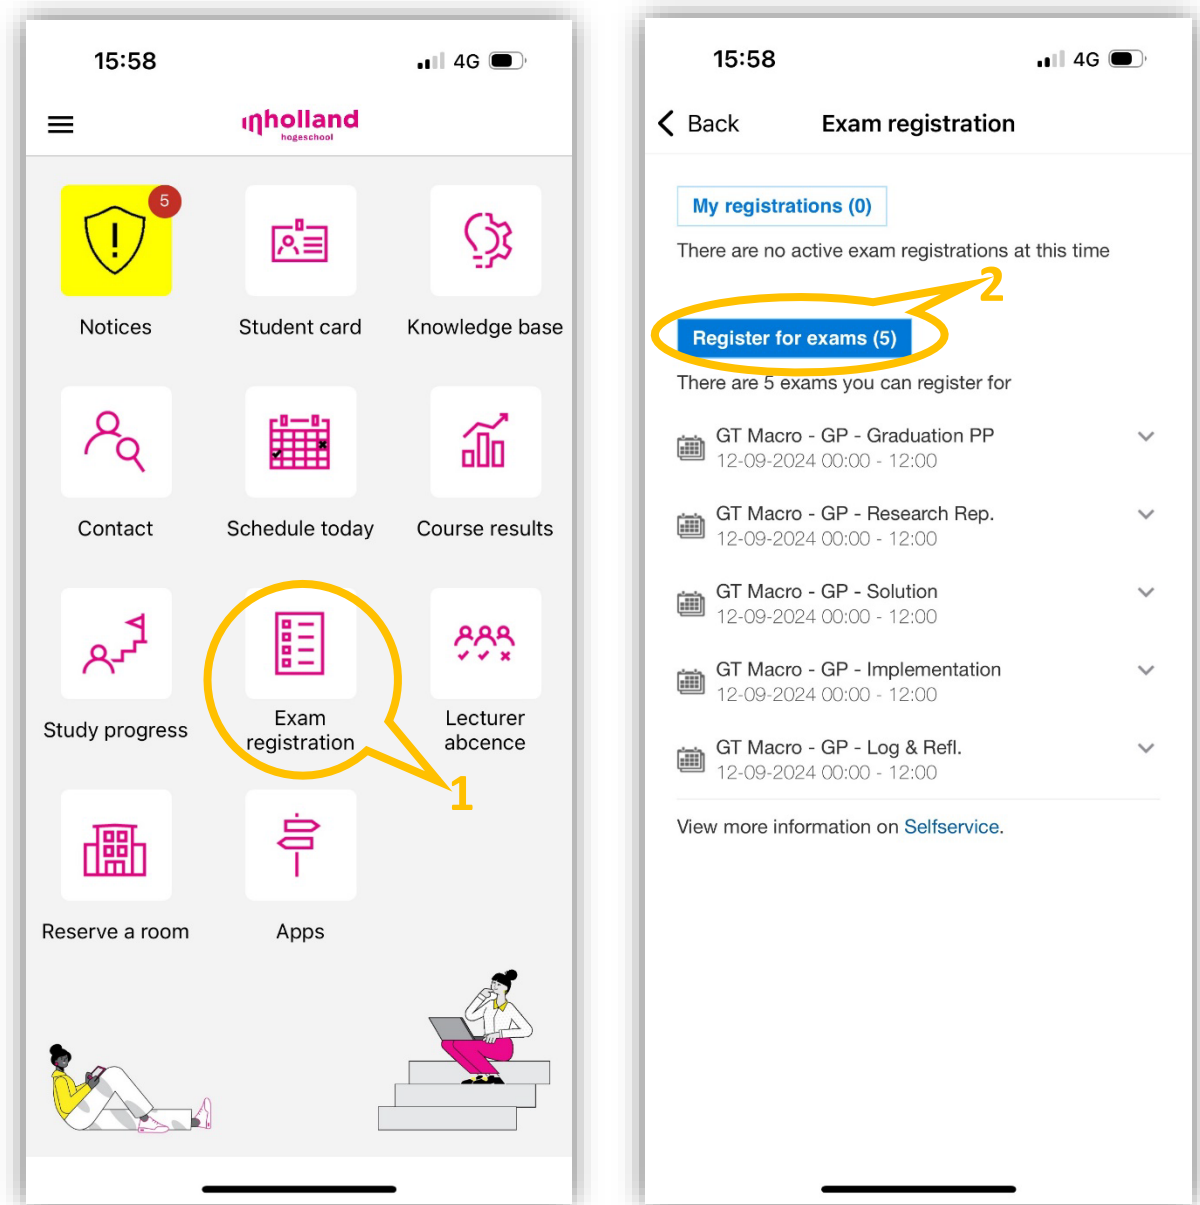 15:58
4G
inholland
hogeschool
5
Notices
Student card
Knowledge base
Contact
Schedule today
Course results
Study progress
Exam
registration
Lecturer
abcence
1
Reserve a room
Apps
15:58
4G
Back
Exam registration
My registrations (0)
There are no active exam registrations at this time
2
Register for exams (5)
There are 5 exams you can register for
GT Macro - GP - Graduation PP
12-09-2024 00:00 - 12:00
GT Macro - GP - Research Rep.
12-09-2024 00:00 - 12:00
GT Macro - GP - Solution
12-09-2024 00:00 - 12:00
GT Macro - GP - Implementation
12-09-2024 00:00 - 12:00
GT Macro - GP - Log & Refl.
12-09-2024 00:00 - 12:00
View more information on Selfservice.